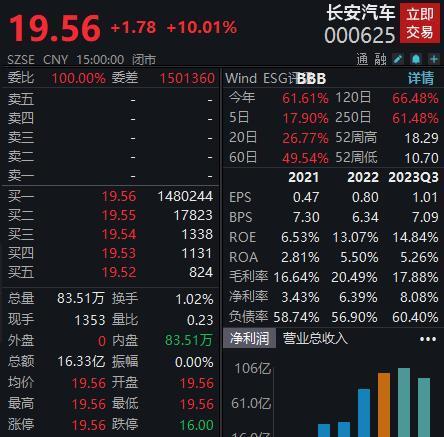 19.56 +1.78 +10.01% 长安汽车 立即交易
SZSE CNY 15:00:00 闭市 000625 通 融
委比 100.00% 委差 1501360
卖五 - -
卖四 - -
卖三 - -
卖二 - -
卖一 - -
买一 19.56 1480244
买二 19.55 17823
买三 19.54 1338
买四 19.53 1131
买五 19.52 824
总量 83.51万 换手 1.02%
现手 1353 量比 0.23
外盘 0 内盘 83.51万
总额 16.33亿 振幅 0.00%
均价 19.56 开盘 19.56
最高 19.56 最低 19.56
涨停 19.56 跌停 16.00
Wind ESG评级 BBB 详情
今年 61.61% 120日 66.48%
5日 17.90% 250日 61.48%
20日 26.77% 52周高 18.29
60日 49.54% 52周低 10.70
2021 2022 2023Q3
EPS 0.47 0.80 1.01
BPS 7.30 6.34 7.09
ROE 6.53% 13.07% 14.84%
ROA 2.81% 5.50% 5.26%
毛利率 16.64% 20.49% 17.88%
净利率 3.43% 6.39% 8.08%
负债率 58.74% 56.90% 60.40%
净利润 营业总收入
106亿
61.0亿